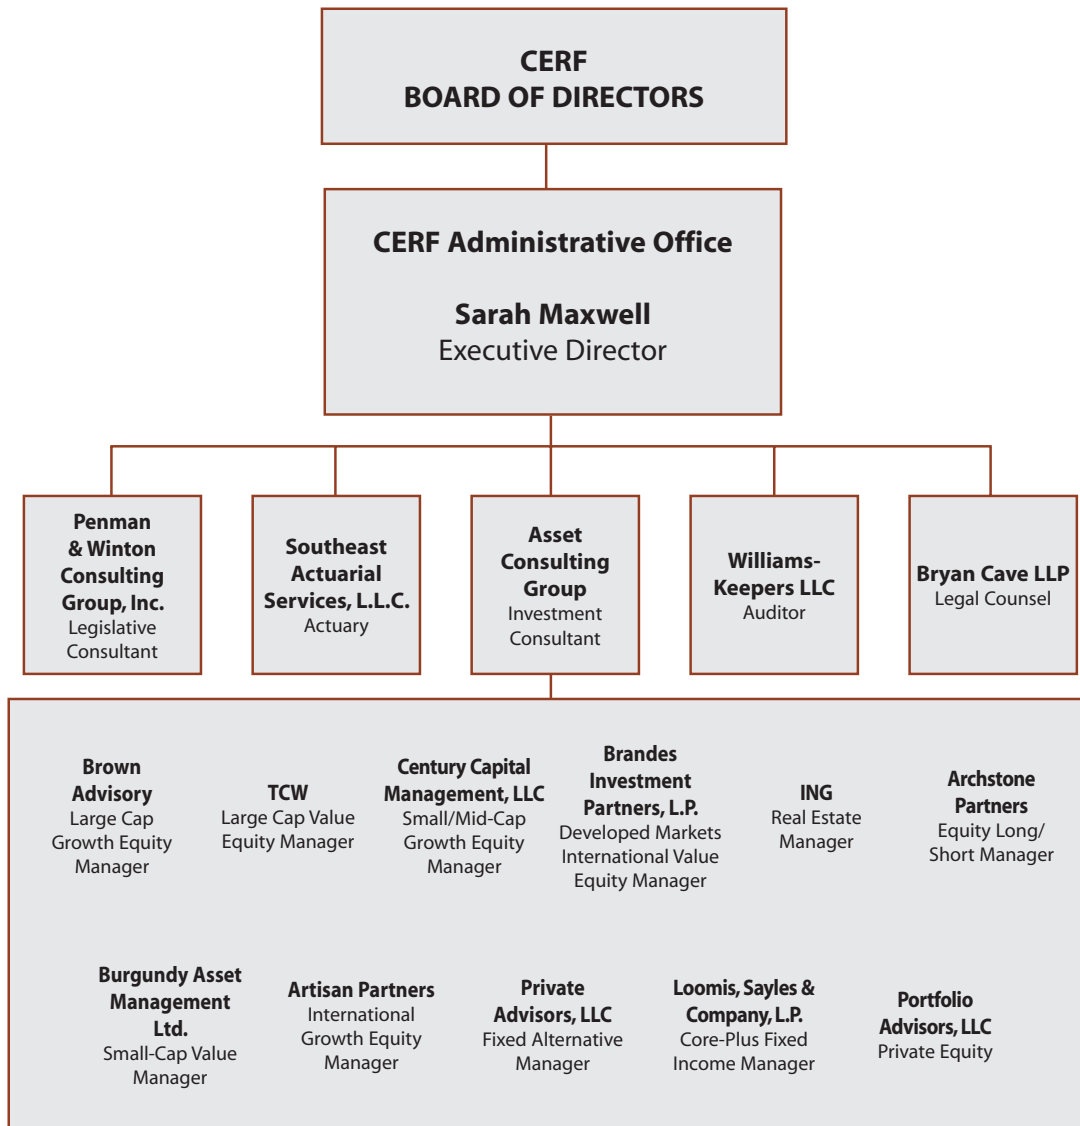 CERF
BOARD OF DIRECTORS
CERF Administrative Office
Sarah Maxwell
Executive Director
Penman
& Winton
Consulting
Group, Inc.
Legislative
Consultant
Southeast
Actuarial
Services, L.L.C.
Actuary
Asset
Consulting
Group
Investment
Consultant
Williams-
Keepers LLC
Auditor
Bryan Cave LLP
Legal Counsel
Brown
Advisory
Large Cap
Growth Equity
Manager
TCW
Large Cap Value
Equity Manager
Century Capital
Management, LLC
Small/Mid-Cap
Growth Equity
Manager
Brandes
Investment
Partners, L.P.
Developed Markets
International Value
Equity Manager
ING
Real Estate
Manager
Archstone
Partners
Equity Long/
Short Manager
Burgundy Asset
Management
Ltd.
Small-Cap Value
Manager
Artisan Partners
International
Growth Equity
Manager
Private
Advisors, LLC
Fixed Alternative
Manager
Loomis, Sayles &
Company, L.P.
Core-Plus Fixed
Income Manager
Portfolio
Advisors, LLC
Private Equity